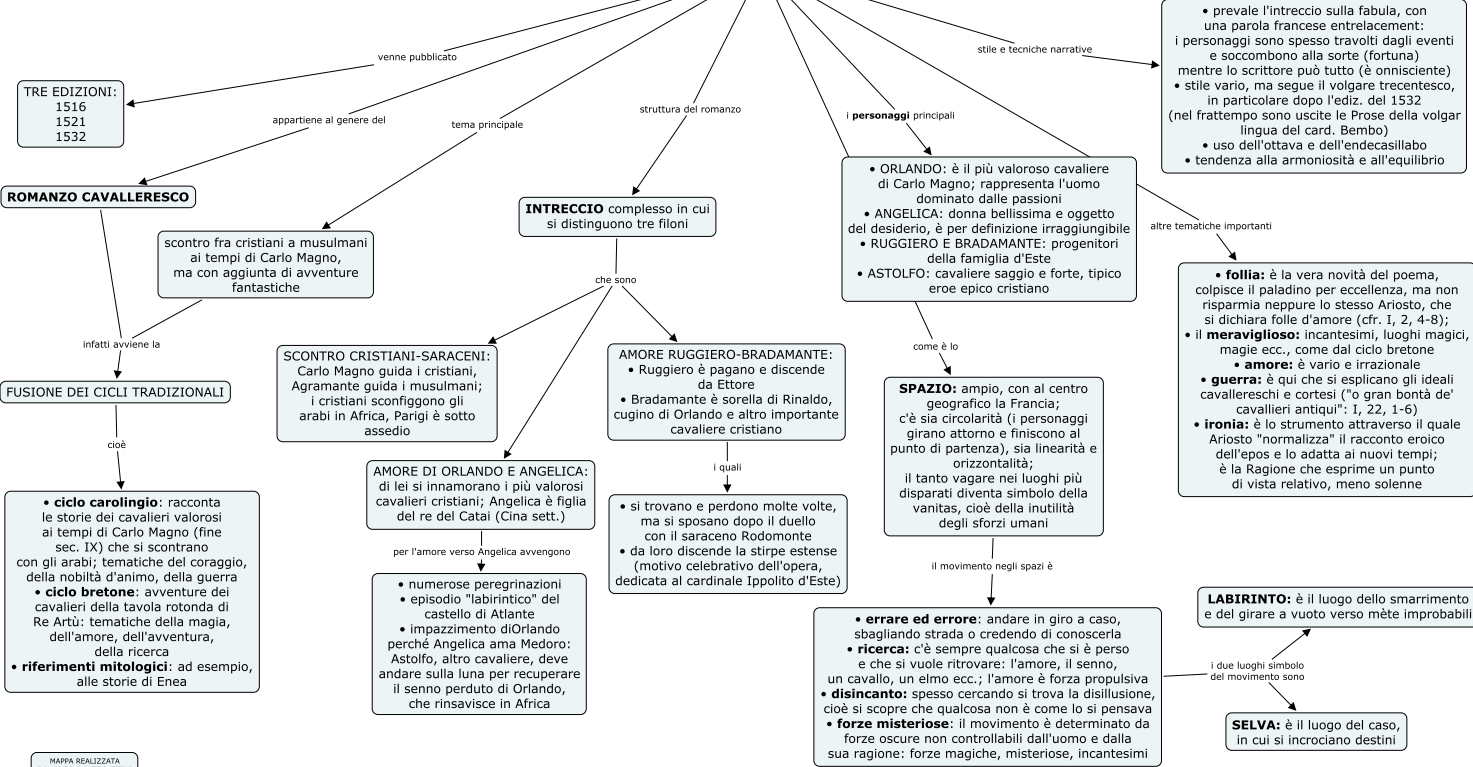 • prevale l'intreccio sulla fabula, con
una parola francese entrelacement:
i personaggi sono spesso travolti dagli eventi
e soccombono alla sorte (fortuna)
mentre lo scrittore può tutto (è onnisciente)
• stile vario, ma segue il volgare trecentesco,
in particolare dopo l'ediz. del 1532
(nel frattempo sono uscite le Prose della volgar
lingua del card. Bembo)
• uso dell'ottava e dell'endecasillabo
• tendenza alla armoniosità e all'equilibrio
stile e tecniche narrative
venne pubblicato
TRE EDIZIONI:
1516
1521
1532
appartiene al genere del
tema principale
struttura del romanzo
i personaggi principali
ROMANZO CAVALLERESCO
scontro fra cristiani a musulmani
ai tempi di Carlo Magno,
ma con aggiunta di avventure
fantastiche
INTRECCIO complesso in cui
si distinguono tre filoni
• ORLANDO: è il più valoroso cavaliere
di Carlo Magno; rappresenta l'uomo
dominato dalle passioni
• ANGELICA: donna bellissima e oggetto
del desiderio, è per definizione irraggiungibile
• RUGGIERO E BRADAMANTE: progenitori
della famiglia d'Este
• ASTOLFO: cavaliere saggio e forte, tipico
eroe epico cristiano
altre tematiche importanti
• follia: è la vera novità del poema,
colpisce il paladino per eccellenza, ma non
risparmia neppure lo stesso Ariosto, che
si dichiara folle d'amore (cfr. I, 2, 4-8);
• il meraviglioso: incantesimi, luoghi magici,
magie ecc., come dal ciclo bretone
• amore: è vario e irrazionale
• guerra: è qui che si esplicano gli ideali
cavallereschi e cortesi ("o gran bontà de'
cavallieri antiqui": I, 22, 1-6)
• ironia: è lo strumento attraverso il quale
Ariosto "normalizza" il racconto eroico
dell'epos e lo adatta ai nuovi tempi;
è la Ragione che esprime un punto
di vista relativo, meno solenne
infatti avviene la
che sono
come è lo
FUSIONE DEI CICLI TRADIZIONALI
SCONTRO CRISTIANI-SARACENI:
Carlo Magno guida i cristiani,
Agramante guida i musulmani;
i cristiani sconfiggono gli
arabi in Africa, Parigi è sotto
assedio
AMORE RUGGIERO-BRADAMANTE:
• Ruggiero è pagano e discende
da Ettore
• Bradamante è sorella di Rinaldo,
cugino di Orlando e altro importante
cavaliere cristiano
SPAZIO: ampio, con al centro
geografico la Francia;
c'è sia circolarità (i personaggi
girano attorno e finiscono al
punto di partenza), sia linearità e
orizzontalità;
il tanto vagare nei luoghi più
disparati diventa simbolo della
vanitas, cioè della inutilità
degli sforzi umani
cioè
i quali
AMORE DI ORLANDO E ANGELICA:
di lei si innamorano i più valorosi
cavalieri cristiani; Angelica è figlia
del re del Catai (Cina sett.)
• ciclo carolingio: racconta
le storie dei cavalieri valorosi
ai tempi di Carlo Magno (fine
sec. IX) che si scontrano
con gli arabi; tematiche del coraggio,
della nobiltà d'animo, della guerra
• ciclo bretone: avventure dei
cavalieri della tavola rotonda di
Re Artù: tematiche della magia,
dell'amore, dell'avventura,
della ricerca
• riferimenti mitologici: ad esempio,
alle storie di Enea
• si trovano e perdono molte volte,
ma si sposano dopo il duello
con il saraceno Rodomonte
• da loro discende la stirpe estense
(motivo celebrativo dell'opera,
dedicata al cardinale Ippolito d'Este)
per l'amore verso Angelica avvengono
• numerose peregrinazioni
• episodio "labirintico" del
castello di Atlante
• impazzimento diOrlando
perché Angelica ama Medoro:
Astolfo, altro cavaliere, deve
andare sulla luna per recuperare
il senno perduto di Orlando,
che rinsavisce in Africa
il movimento negli spazi è
• errare ed errore: andare in giro a caso,
sbagliando strada o credendo di conoscerla
• ricerca: c'è sempre qualcosa che si è perso
e che si vuole ritrovare: l'amore, il senno,
un cavallo, un elmo ecc.; l'amore è forza propulsiva
• disincanto: spesso cercando si trova la disillusione,
cioè si scopre che qualcosa non è come lo si pensava
• forze misteriose: il movimento è determinato da
forze oscure non controllabili dall'uomo e dalla
sua ragione: forze magiche, misteriose, incantesimi
LABIRINTO: è il luogo dello smarrimento
e del girare a vuoto verso mète improbabili
i due luoghi simbolo
del movimento sono
SELVA: è il luogo del caso,
in cui si incrociano destini
MAPPA REALIZZATA